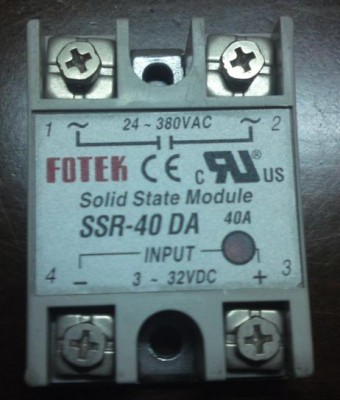 1 ~ 24~380VAC ~ 2
FOTEK CE c RU ® US
Solid State Module
SSR-40 DA 40A
INPUT
4 − 3~32VDC + 3